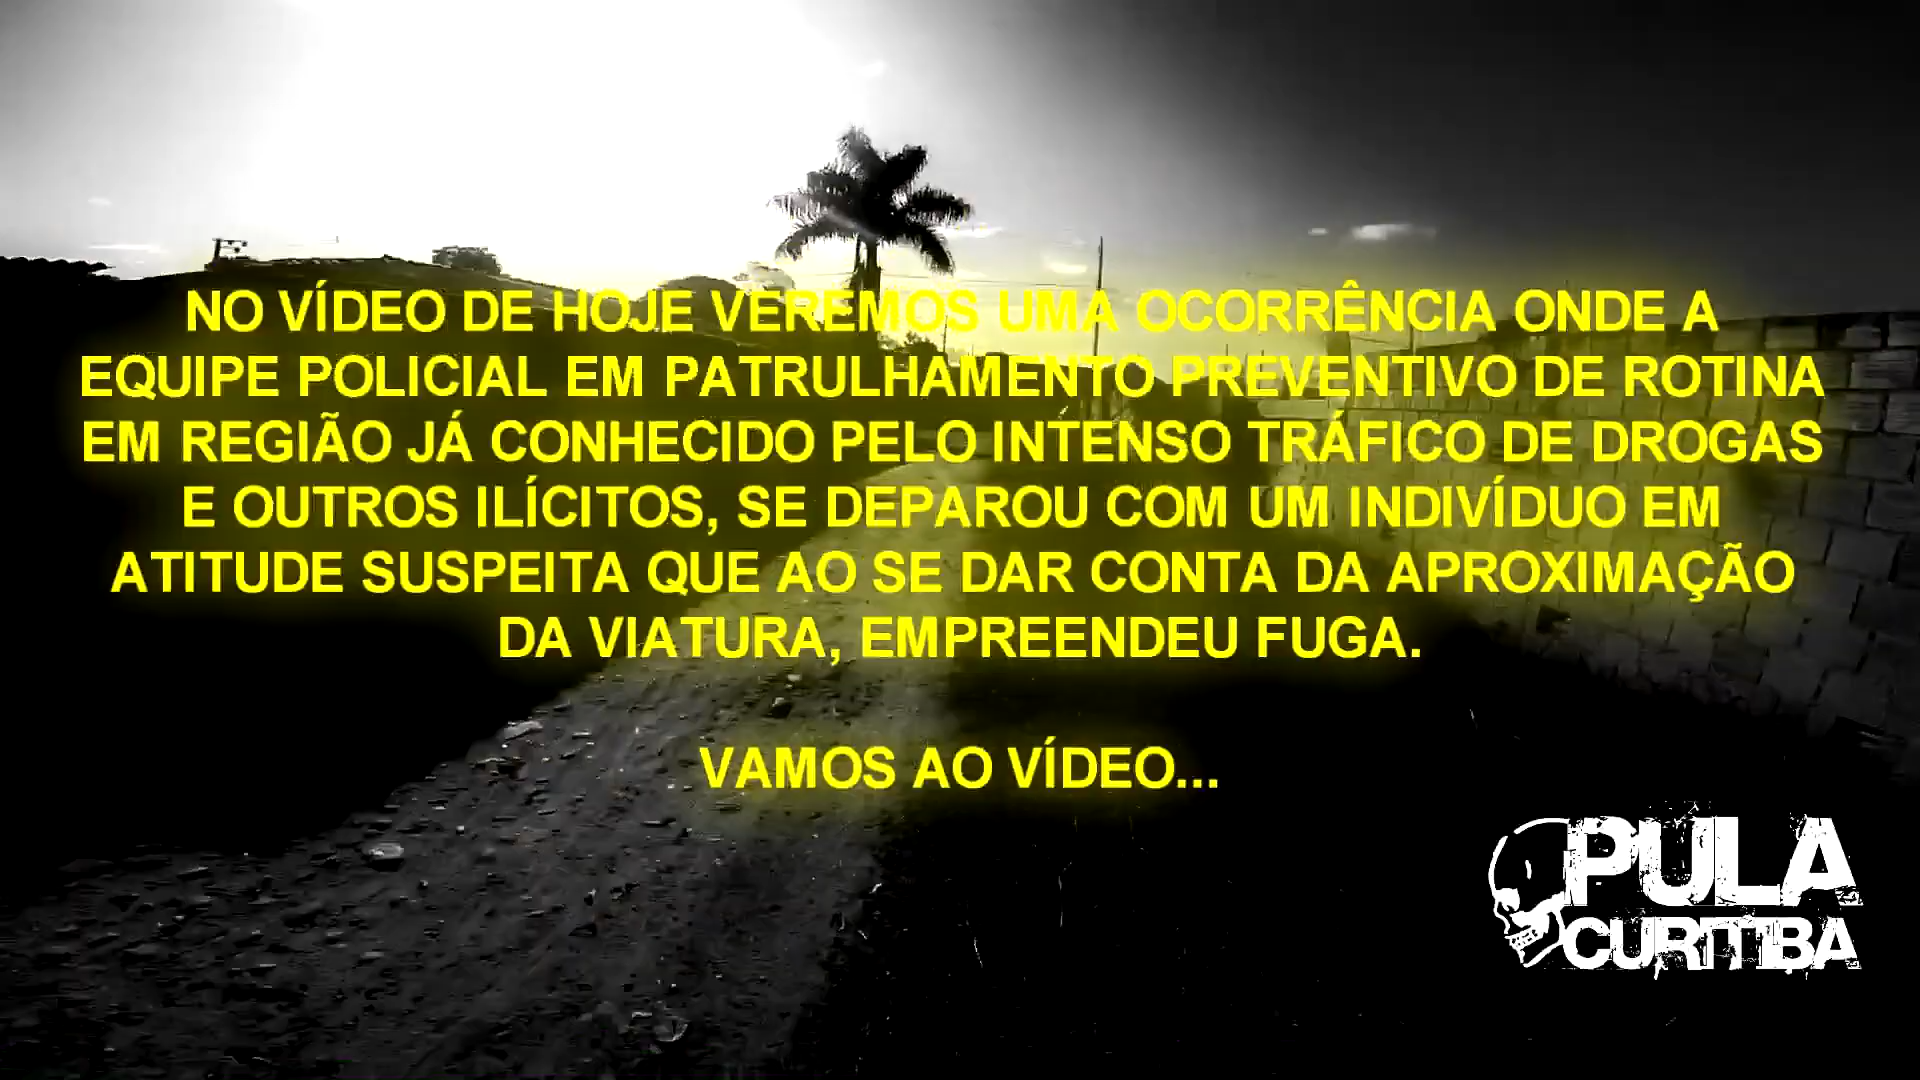 NO VÍDEO DE HOJE VEREMOS UMA OCORRÊNCIA ONDE A
EQUIPE POLICIAL EM PATRULHAMENTO PREVENTIVO DE ROTINA
EM REGIÃO JÁ CONHECIDO PELO INTENSO TRÁFICO DE DROGAS
E OUTROS ILÍCITOS, SE DEPAROU COM UM INDIVÍDUO EM
ATITUDE SUSPEITA QUE AO SE DAR CONTA DA APROXIMAÇÃO
DA VIATURA, EMPREENDEU FUGA.
VAMOS AO VÍDEO...
PULA
CURITIBA